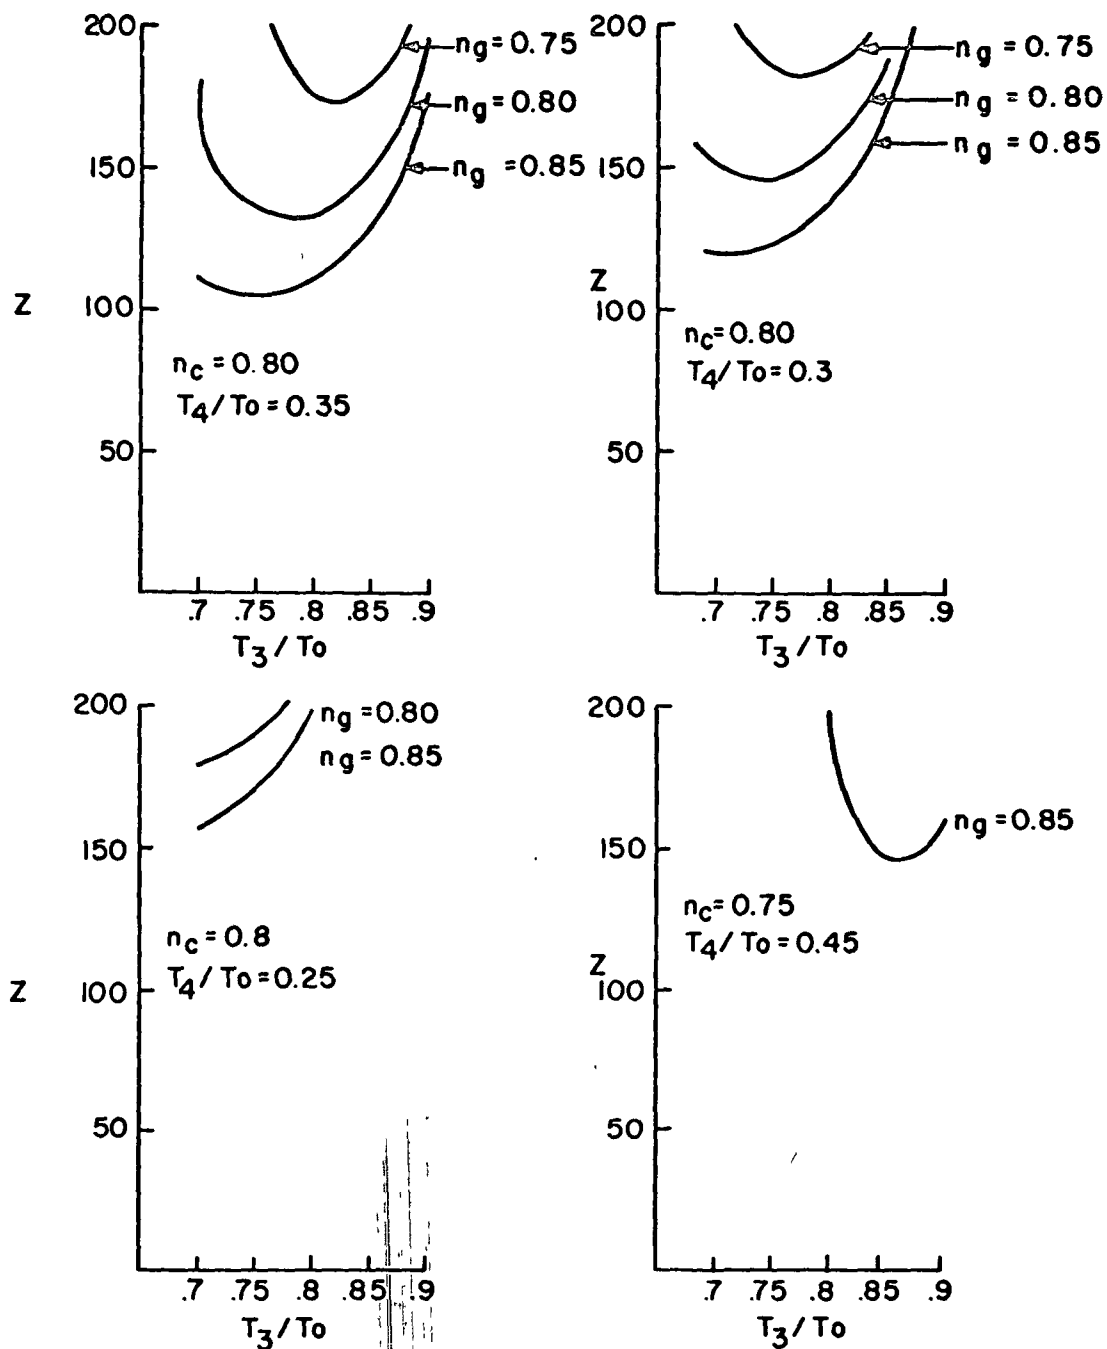 200
150
100
50
Z
ng = 0.75
ng = 0.80
ng = 0.85
nc = 0.80
T4/To = 0.35
.7 .75 .8 .85 .9
T3/To
200
150
100
50
Z
ng = 0.75
ng = 0.80
ng = 0.85
nc = 0.80
T4/To = 0.3
.7 .75 .8 .85 .9
T3/To
200
150
100
50
Z
ng = 0.80
ng = 0.85
nc = 0.8
T4/To = 0.25
.7 .75 .8 .85 .9
T3/To
200
150
100
50
Z
ng = 0.85
nc = 0.75
T4/To = 0.45
.7 .75 .8 .85 .9
T3/To